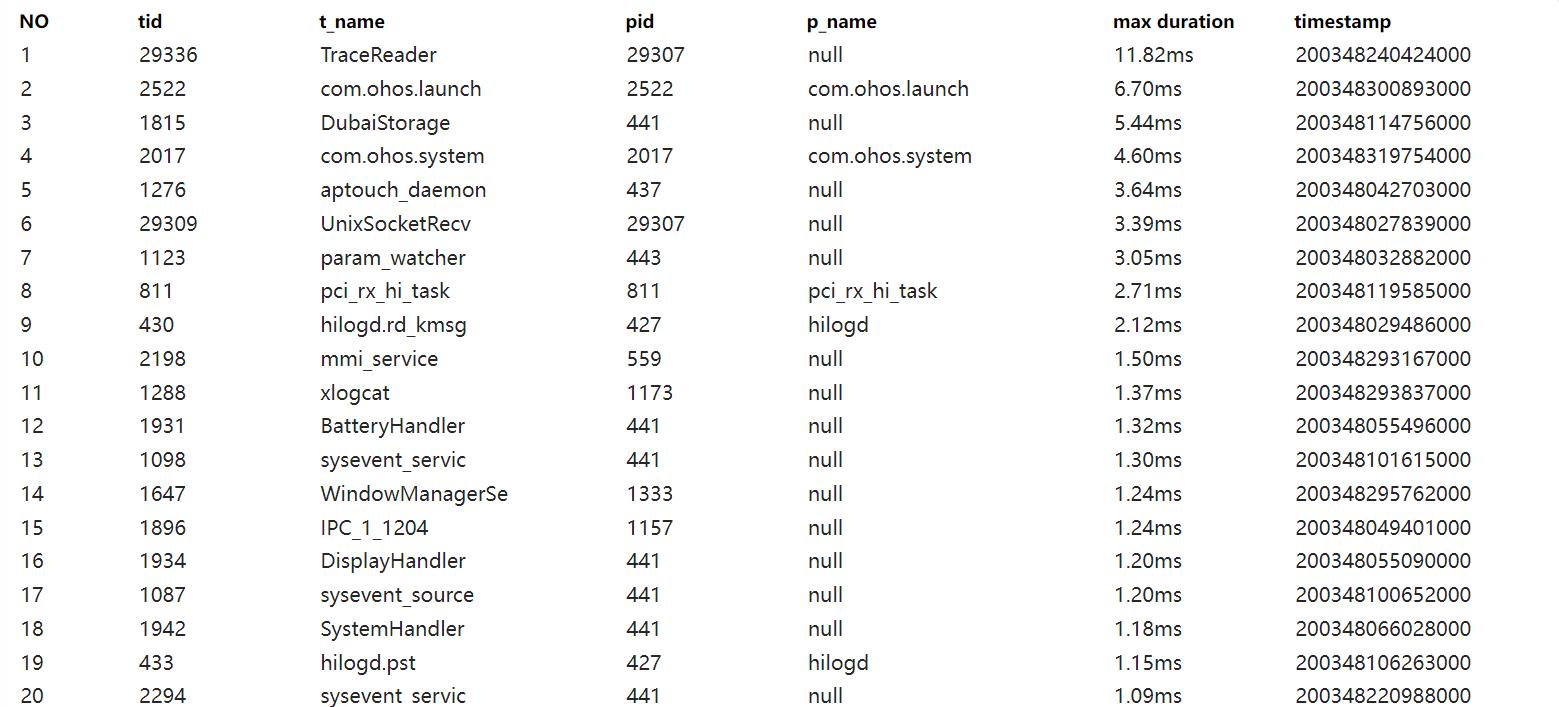 NO tid t_name pid p_name max duration timestamp
1 29336 TraceReader 29307 null 11.82ms 200348240424000
2 2522 com.ohos.launch 2522 com.ohos.launch 6.70ms 200348300893000
3 1815 DubaiStorage 441 null 5.44ms 200348114756000
4 2017 com.ohos.system 2017 com.ohos.system 4.60ms 200348319754000
5 1276 aptouch_daemon 437 null 3.64ms 200348042703000
6 29309 UnixSocketRecv 29307 null 3.39ms 200348027839000
7 1123 param_watcher 443 null 3.05ms 200348032882000
8 811 pci_rx_hi_task 811 pci_rx_hi_task 2.71ms 200348119585000
9 430 hilogd.rd_kmsg 427 hilogd 2.12ms 200348029486000
10 2198 mmi_service 559 null 1.50ms 200348293167000
11 1288 xlogcat 1173 null 1.37ms 200348293837000
12 1931 BatteryHandler 441 null 1.32ms 200348055496000
13 1098 sysevent_servic 441 null 1.30ms 200348101615000
14 1647 WindowManagerSe 1333 null 1.24ms 200348295762000
15 1896 IPC_1_1204 1157 null 1.24ms 200348049401000
16 1934 DisplayHandler 441 null 1.20ms 200348055090000
17 1087 sysevent_source 441 null 1.20ms 200348100652000
18 1942 SystemHandler 441 null 1.18ms 200348066028000
19 433 hilogd.pst 427 hilogd 1.15ms 200348106263000
20 2294 sysevent_servic 441 null 1.09ms 200348220988000